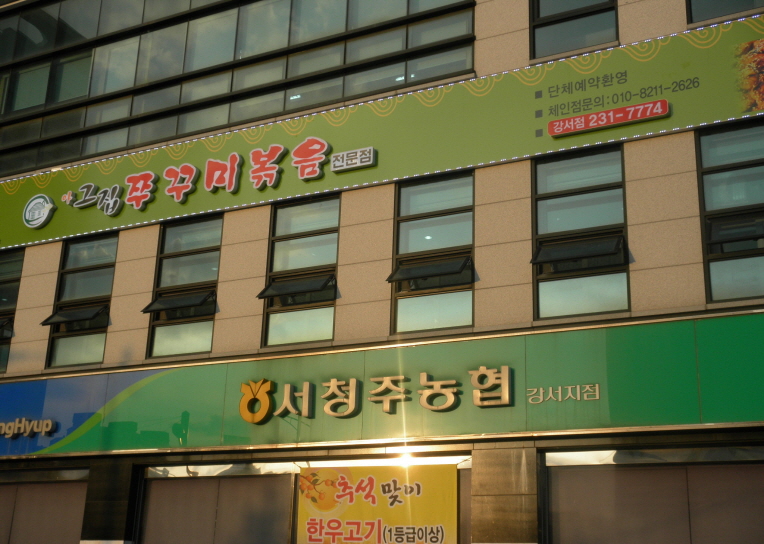 단체예약환영
체인점문의:010-8211-2626
강서점 231-7774
그집 쭈꾸미볶음 전문점
서청주농협 강서지점
ngHyup
추석 맞이
한우고기(1등급이상)